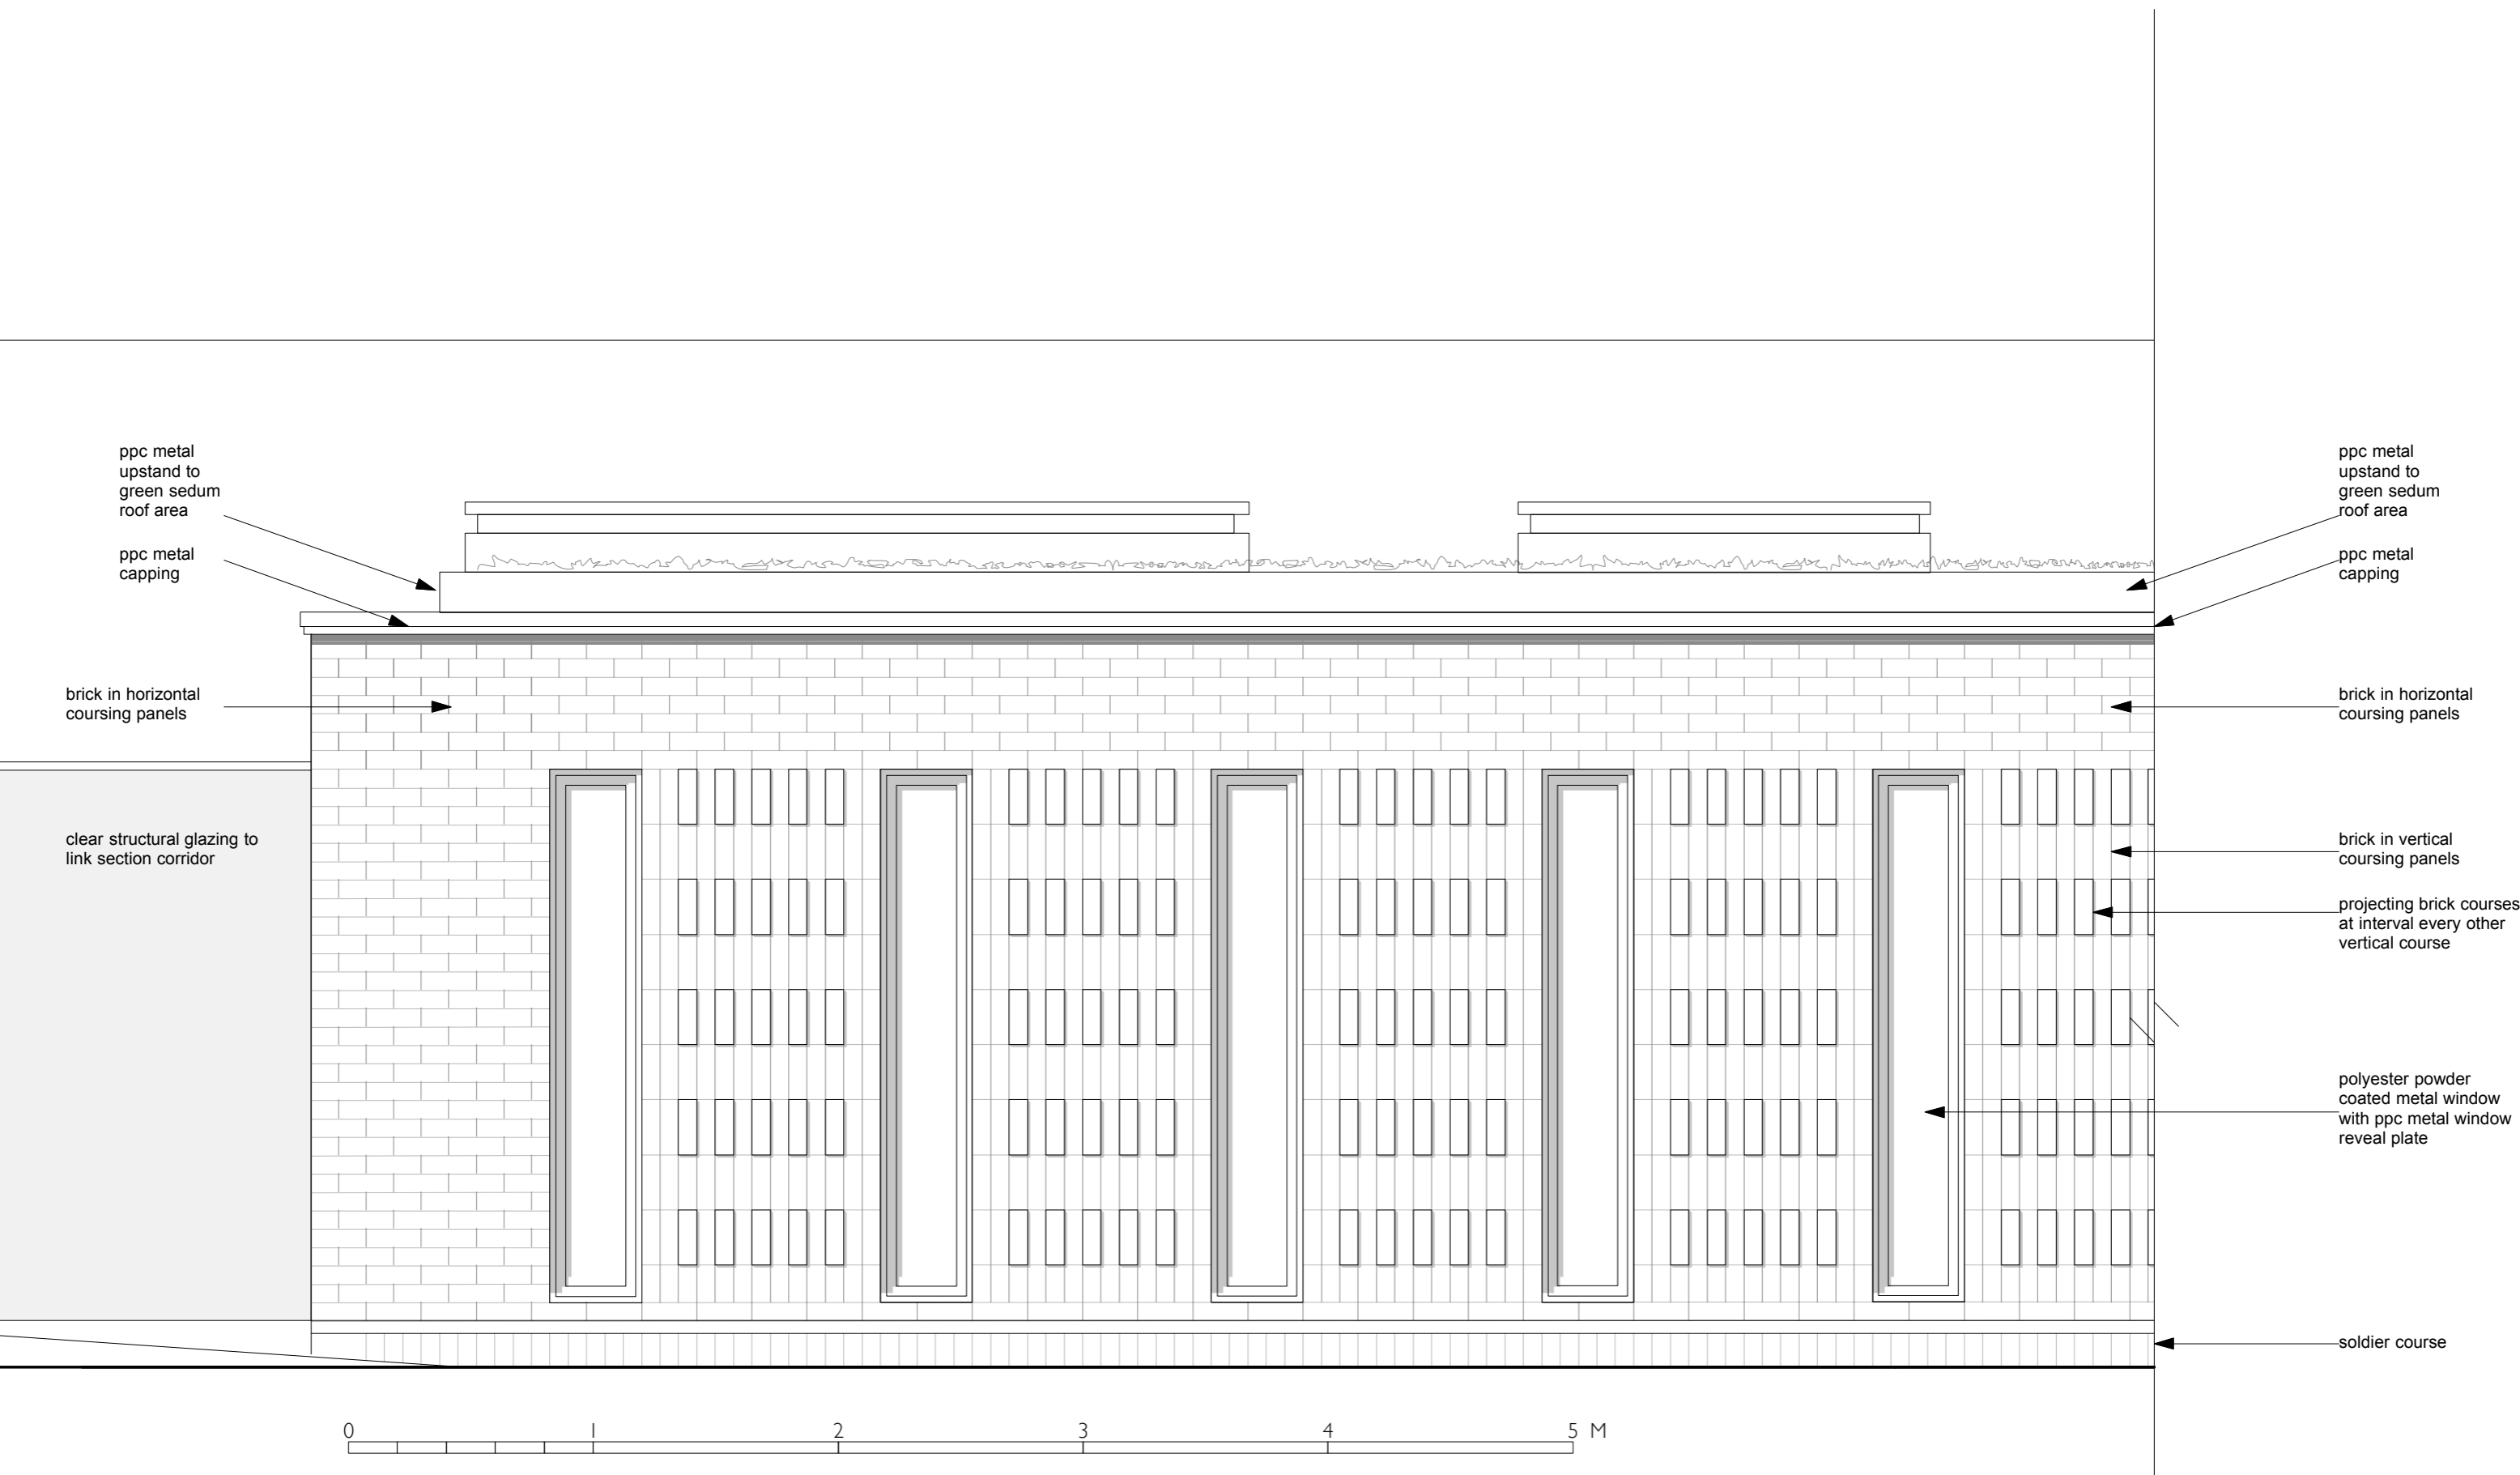 ppc metal
upstand to
green sedum
roof area
ppc metal
capping
brick in horizontal
coursing panels
clear structural glazing to
link section corridor
ppc metal
upstand to
green sedum
roof area
ppc metal
capping
brick in horizontal
coursing panels
brick in vertical
coursing panels
projecting brick courses
at interval every other
vertical course
polyester powder
coated metal window
with ppc metal window
reveal plate
soldier course
0 1 2 3 4 5 M